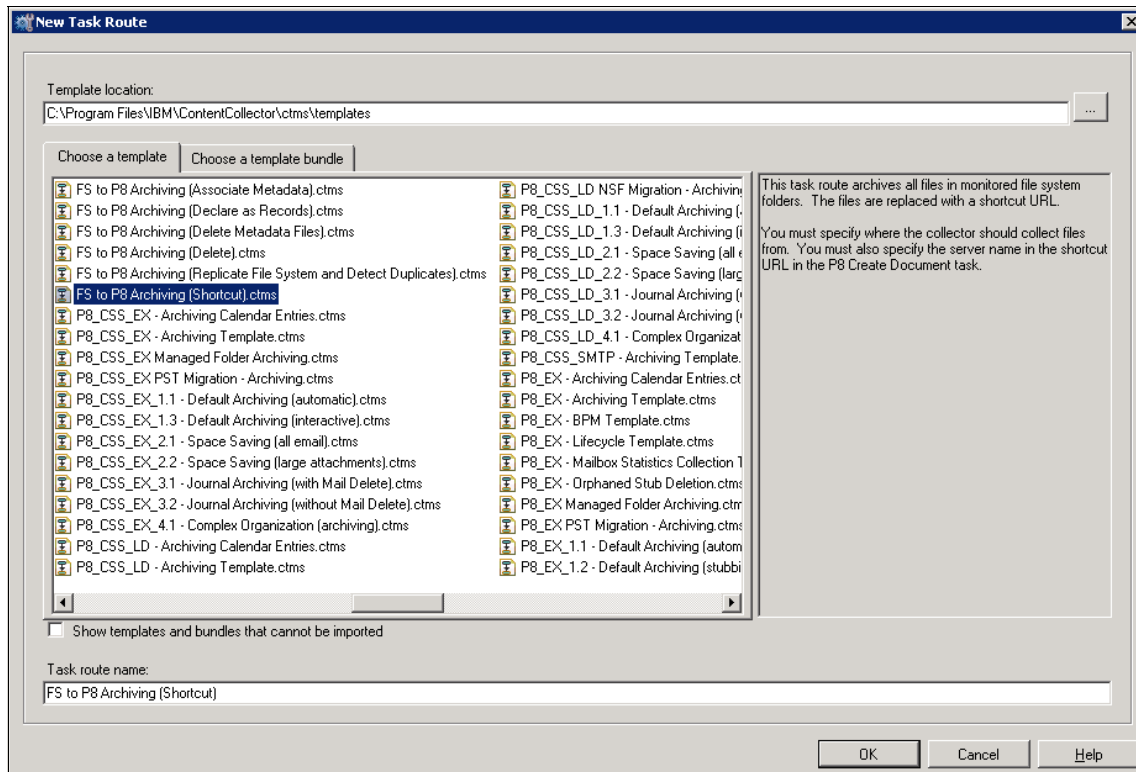 New Task Route
Template location:
C:\Program Files\IBM\ContentCollector\ctms\templates
...
Choose a template
Choose a template bundle
FS to P8 Archiving (Associate Metadata).ctms
FS to P8 Archiving (Declare as Records).ctms
FS to P8 Archiving (Delete Metadata Files).ctms
FS to P8 Archiving (Delete).ctms
FS to P8 Archiving (Replicate File System and Detect Duplicates).ctms
FS to P8 Archiving (Shortcut).ctms
P8_CSS_EX - Archiving Calendar Entries.ctms
P8_CSS_EX - Archiving Template.ctms
P8_CSS_EX Managed Folder Archiving.ctms
P8_CSS_EX PST Migration - Archiving.ctms
P8_CSS_EX_1.1 - Default Archiving (automatic).ctms
P8_CSS_EX_1.3 - Default Archiving (interactive).ctms
P8_CSS_EX_2.1 - Space Saving (all email).ctms
P8_CSS_EX_2.2 - Space Saving (large attachments).ctms
P8_CSS_EX_3.1 - Journal Archiving (with Mail Delete).ctms
P8_CSS_EX_3.2 - Journal Archiving (without Mail Delete).ctms
P8_CSS_EX_4.1 - Complex Organization (archiving).ctms
P8_CSS_LD - Archiving Calendar Entries.ctms
P8_CSS_LD - Archiving Template.ctms
P8_CSS_LD NSF Migration - Archiving
P8_CSS_LD_1.1 - Default Archiving (
P8_CSS_LD_1.3 - Default Archiving (i
P8_CSS_LD_2.1 - Space Saving (all e
P8_CSS_LD_2.2 - Space Saving (larg
P8_CSS_LD_3.1 - Journal Archiving (
P8_CSS_LD_3.2 - Journal Archiving (
P8_CSS_LD_4.1 - Complex Organizat
P8_CSS_SMTP - Archiving Template.
P8_EX - Archiving Calendar Entries.ct
P8_EX - Archiving Template.ctms
P8_EX - BPM Template.ctms
P8_EX - Lifecycle Template.ctms
P8_EX - Mailbox Statistics Collection T
P8_EX - Orphaned Stub Deletion.ctms
P8_EX Managed Folder Archiving.ctm
P8_EX PST Migration - Archiving.ctms
P8_EX_1.1 - Default Archiving (autom
P8_EX_1.2 - Default Archiving (stubbi
This task route archives all files in monitored file system
folders. The files are replaced with a shortcut URL.
You must specify where the collector should collect files
from. You must also specify the server name in the shortcut
URL in the P8 Create Document task.
Show templates and bundles that cannot be imported
Task route name:
FS to P8 Archiving (Shortcut)
OK
Cancel
Help